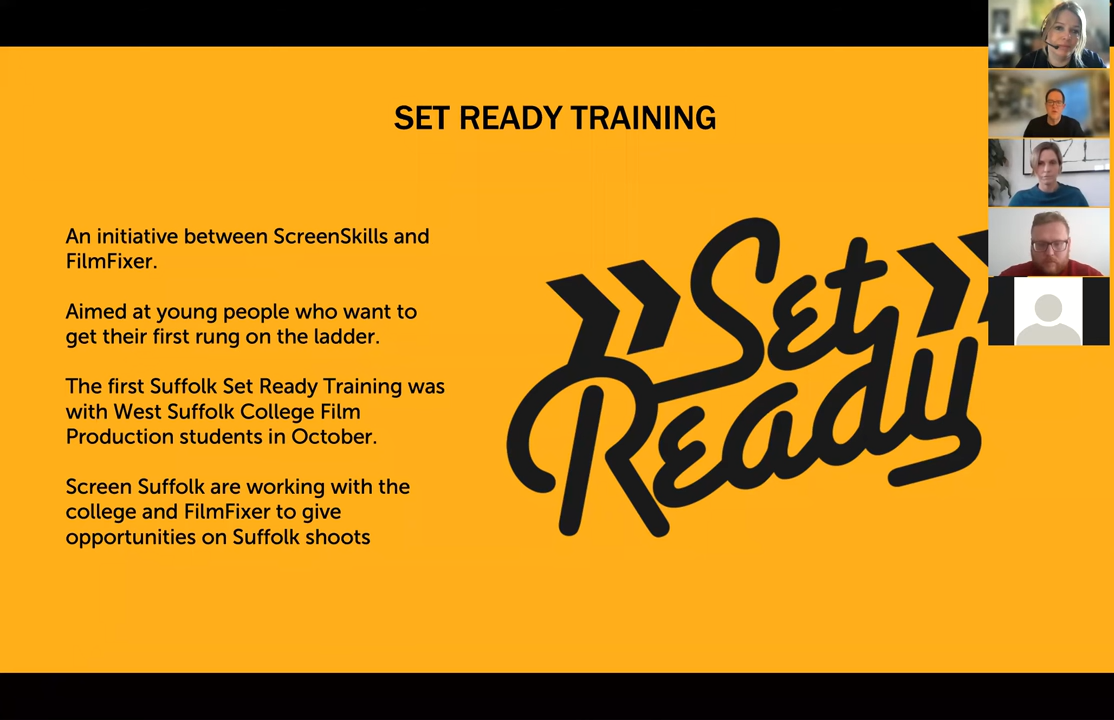 SET READY TRAINING
An initiative between ScreenSkills and
FilmFixer.
Aimed at young people who want to
get their first rung on the ladder.
The first Suffolk Set Ready Training was
with West Suffolk College Film
Production students in October.
Screen Suffolk are working with the
college and FilmFixer to give
opportunities on Suffolk shoots
Set
Ready